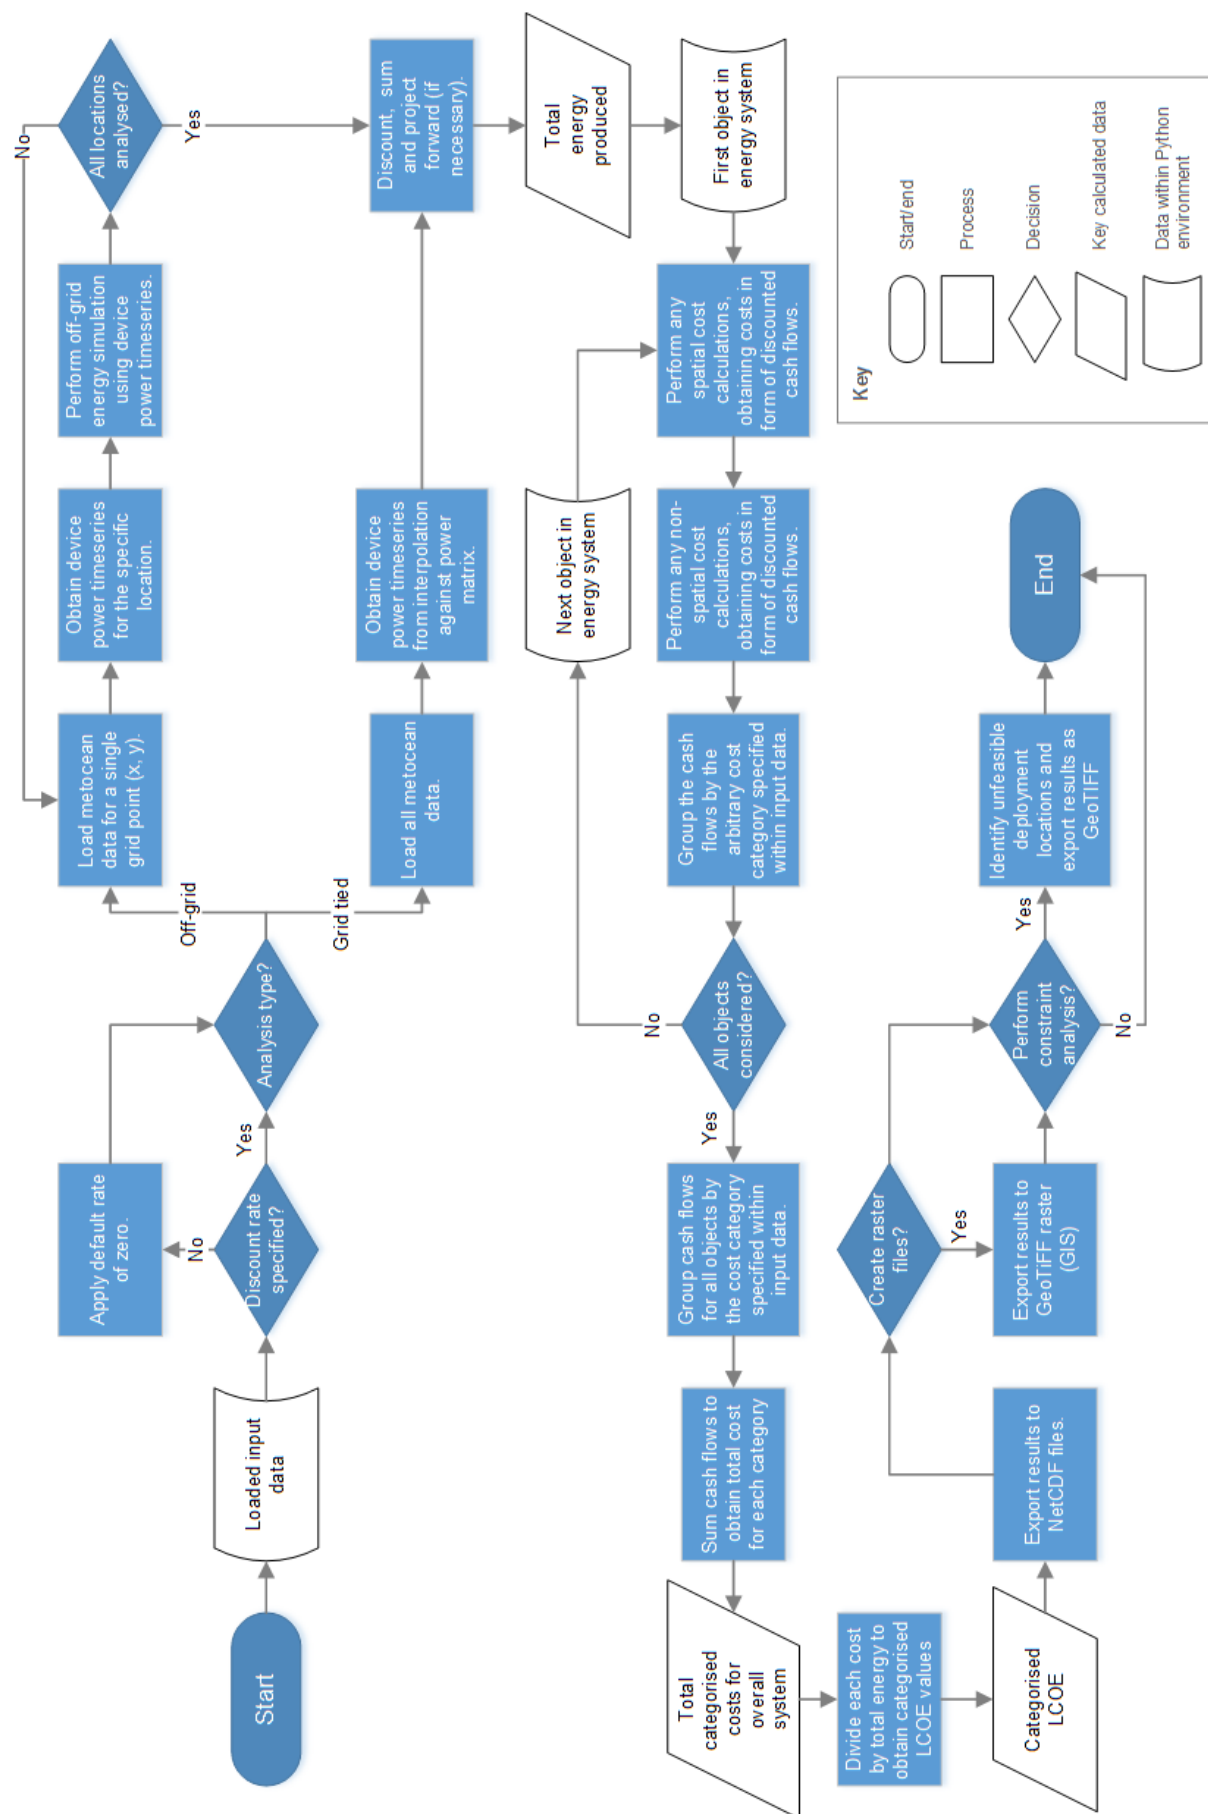 Start
Loaded input
data
Discount rate
specified?
No
Yes
Apply default rate
of zero.
Analysis type?
Off-grid
Grid tied
Load metocean
data for a single
grid point (x, y).
Obtain device
power timeseries
for the specific
location.
Perform off-grid
energy simulation
using device
power timeseries.
All locations
analysed?
No
Yes
Load all metocean
data.
Obtain device
power timeseries
from interpolation
against power
matrix.
Discount, sum
and project
forward (if
necessary).
Total
energy
produced
First object in
energy system
Perform any
spatial cost
calculations,
obtaining costs in
form of discounted
cash flows.
Perform any non-
spatial cost
calculations,
obtaining costs in
form of discounted
cash flows.
Group the cash
flows by the
arbitrary cost
category specified
within input data.
All objects
considered?
No
Next object in
energy system
Yes
Group cash flows
for all objects by
the cost category
specified within
input data.
Sum cash flows to
obtain total cost
for each category
Total
categorised
costs for
overall
system
Divide each cost
by total energy to
obtain categorised
LCOE values
Categorised
LCOE
Export results to
NetCDF files.
Create raster
files?
Yes
Export results to
GeoTiFF raster
(GIS)
Perform
constraint
analysis?
Yes
No
Identify unfeasible
deployment
locations and
export results as
GeoTIFF
End
Key
Start/end
Process
Decision
Key calculated data
Data within Python
environment